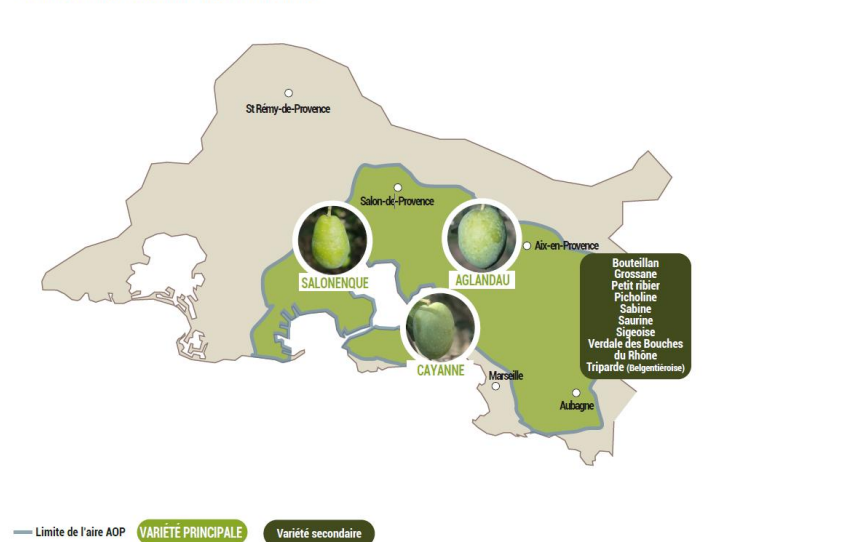 St Rémy-de-Provence
Salon-de-Provence
Aix-en-Provence
SALONENQUE
AGLANDAU
Bouteillan
Grossane
Petit ribier
Picholine
Sabine
Saurine
Sigeoise
Verdale des Bouches
du Rhône
Triparde (Belgentiéroise)
CAYANNE
Marseille
Aubagne
Limite de l'aire AOP
VARIÉTÉ PRINCIPALE
Variété secondaire